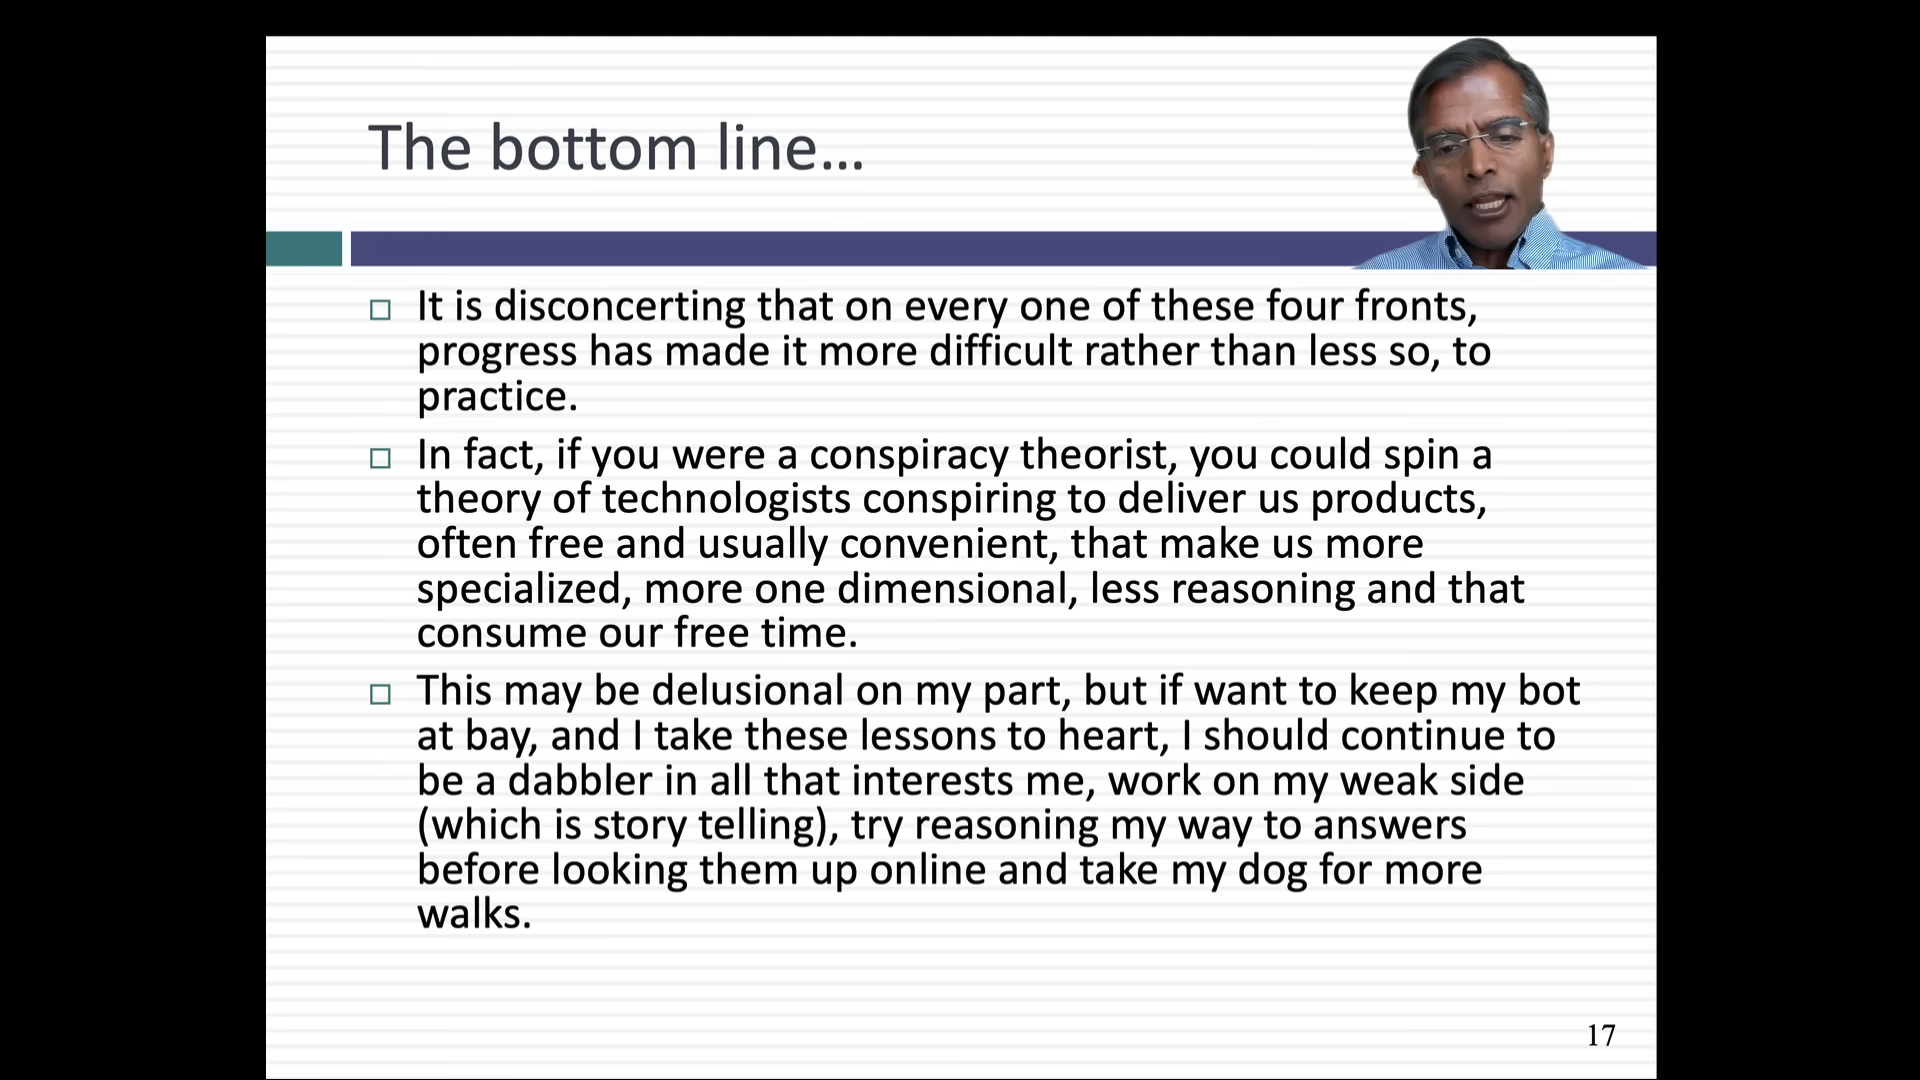 The bottom line...
It is disconcerting that on every one of these four fronts,
progress has made it more difficult rather than less so, to
practice.
In fact, if you were a conspiracy theorist, you could spin a
theory of technologists conspiring to deliver us products,
often free and usually convenient, that make us more
specialized, more one dimensional, less reasoning and that
consume our free time.
This may be delusional on my part, but if want to keep my bot
at bay, and I take these lessons to heart, I should continue to
be a dabbler in all that interests me, work on my weak side
(which is story telling), try reasoning my way to answers
before looking them up online and take my dog for more
walks.
17